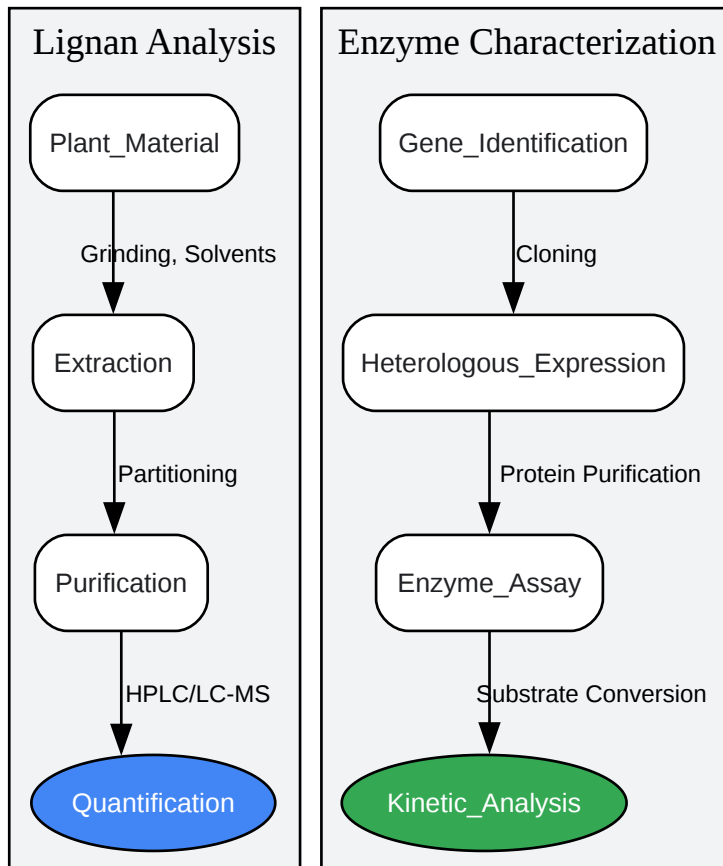 Lignan Analysis
Plant_Material
Grinding, Solvents
Extraction
Partitioning
Purification
HPLC/LC-MS
Quantification
Enzyme Characterization
Gene_Identification
Cloning
Heterologous_Expression
Protein Purification
Enzyme_Assay
Substrate Conversion
Kinetic_Analysis